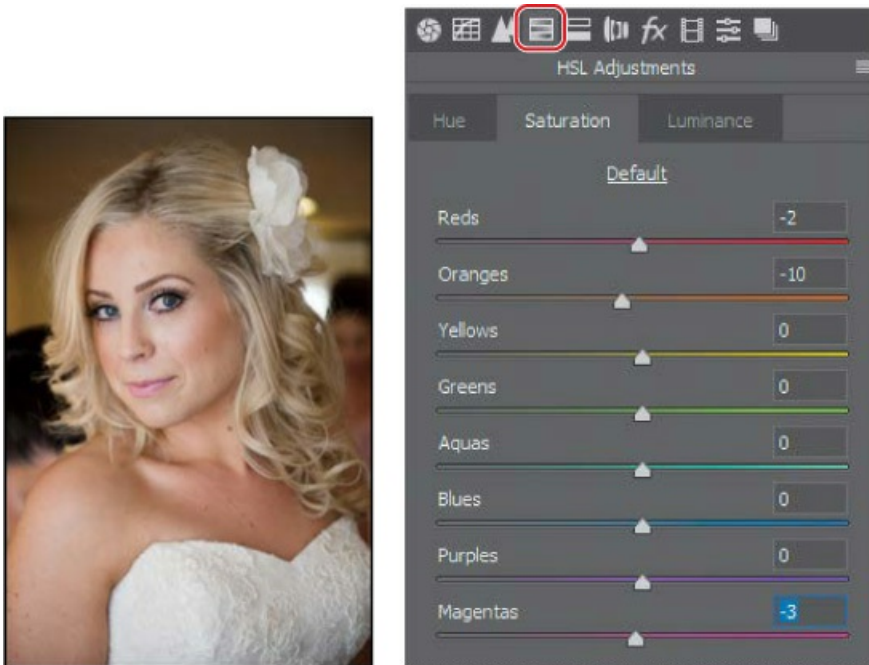 fx
HSL Adjustments
Hue Saturation Luminance
Default
Reds -2
Oranges -10
Yellows 0
Greens 0
Aquas 0
Blues 0
Purples 0
Magentas -3